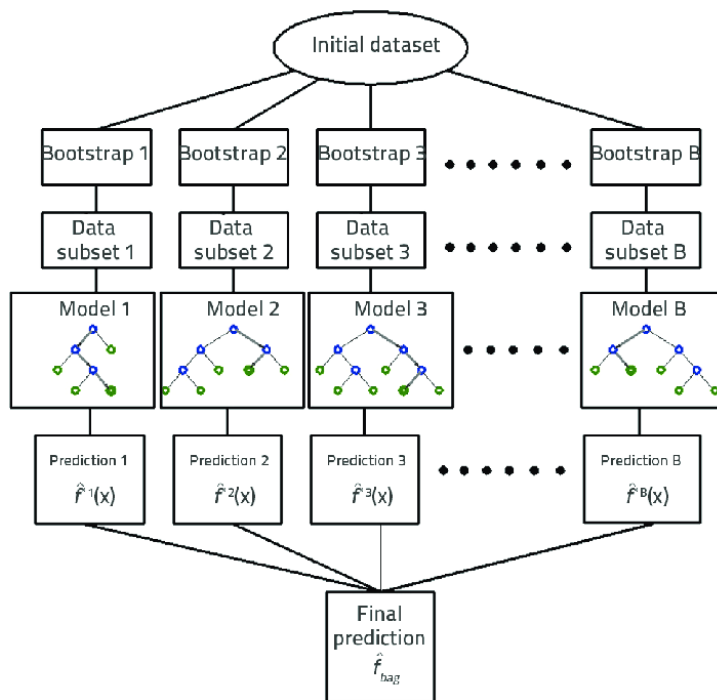 Initial dataset
Bootstrap 1
Bootstrap 2
Bootstrap 3
Bootstrap B
Data
subset 1
Data
subset 2
Data
subset 3
Data
subset B
Model 1
Model 2
Model 3
Model B
Prediction 1
f̂*1(x)
Prediction 2
f̂*2(x)
Prediction 3
f̂*3(x)
Prediction B
f̂*B(x)
Final
prediction
f̂bag